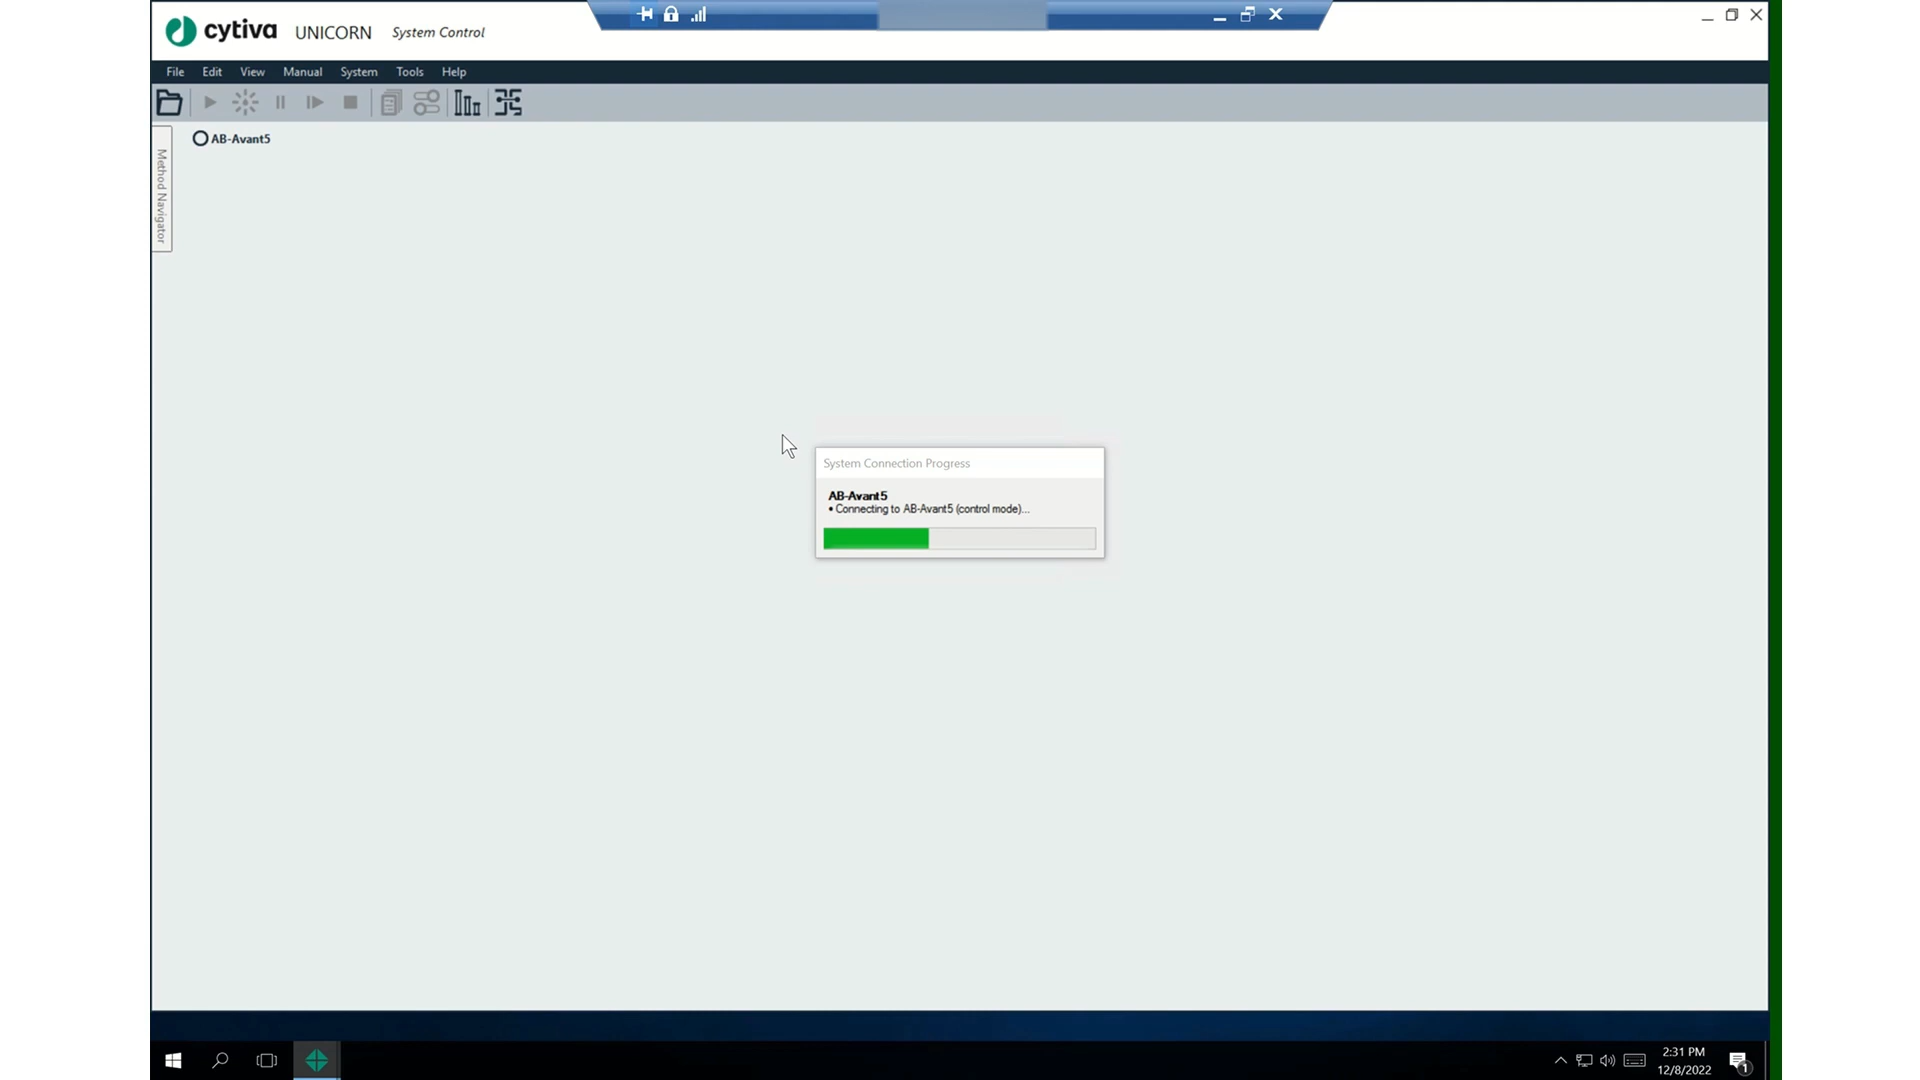 cytiva UNICORN System Control
File Edit View Manual System Tools Help
AB-Avant5
Method Navigator
System Connection Progress
AB-Avant5
• Connecting to AB-Avant5 (control mode)...
2:31 PM
12/8/2022
1